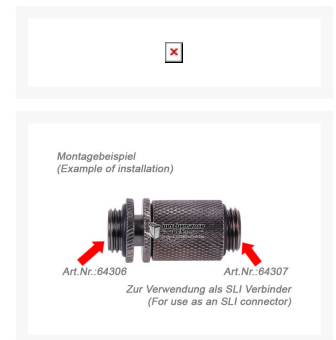 Montagebeispiel
(Example of installation)
Art.Nr.:64306
Art.Nr.:64307
Zur Verwendung als SLI Verbinder
(For use as an SLI connector)